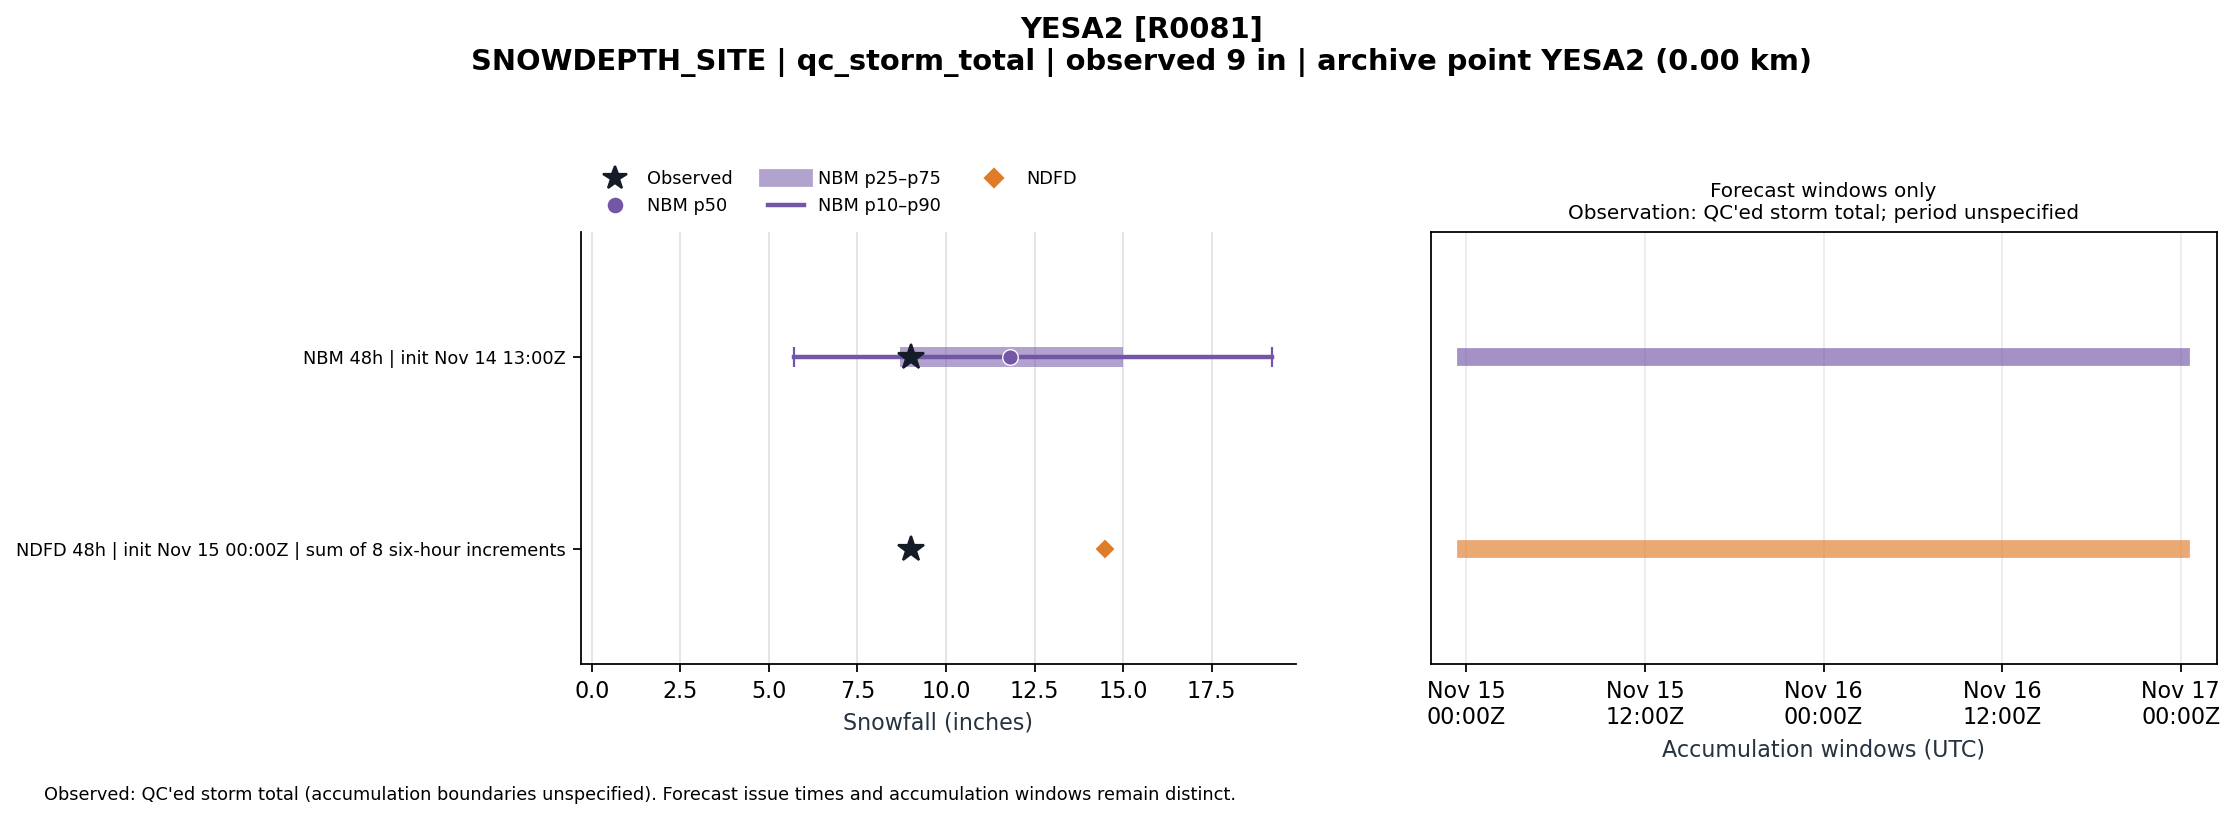 YESA2 [R0081]
SNOWDEPTH_SITE | qc_storm_total | observed 9 in | archive point YESA2 (0.00 km)
Observed
NBM p50
NBM p25–p75
NBM p10–p90
NDFD
Forecast windows only
Observation: QC'ed storm total; period unspecified
NBM 48h | init Nov 14 13:00Z
NDFD 48h | init Nov 15 00:00Z | sum of 8 six-hour increments
0.0 2.5 5.0 7.5 10.0 12.5 15.0 17.5
Snowfall (inches)
Nov 15 Nov 15 Nov 16 Nov 16 Nov 17
00:00Z 12:00Z 00:00Z 12:00Z 00:00Z
Accumulation windows (UTC)
Observed: QC'ed storm total (accumulation boundaries unspecified). Forecast issue times and accumulation windows remain distinct.